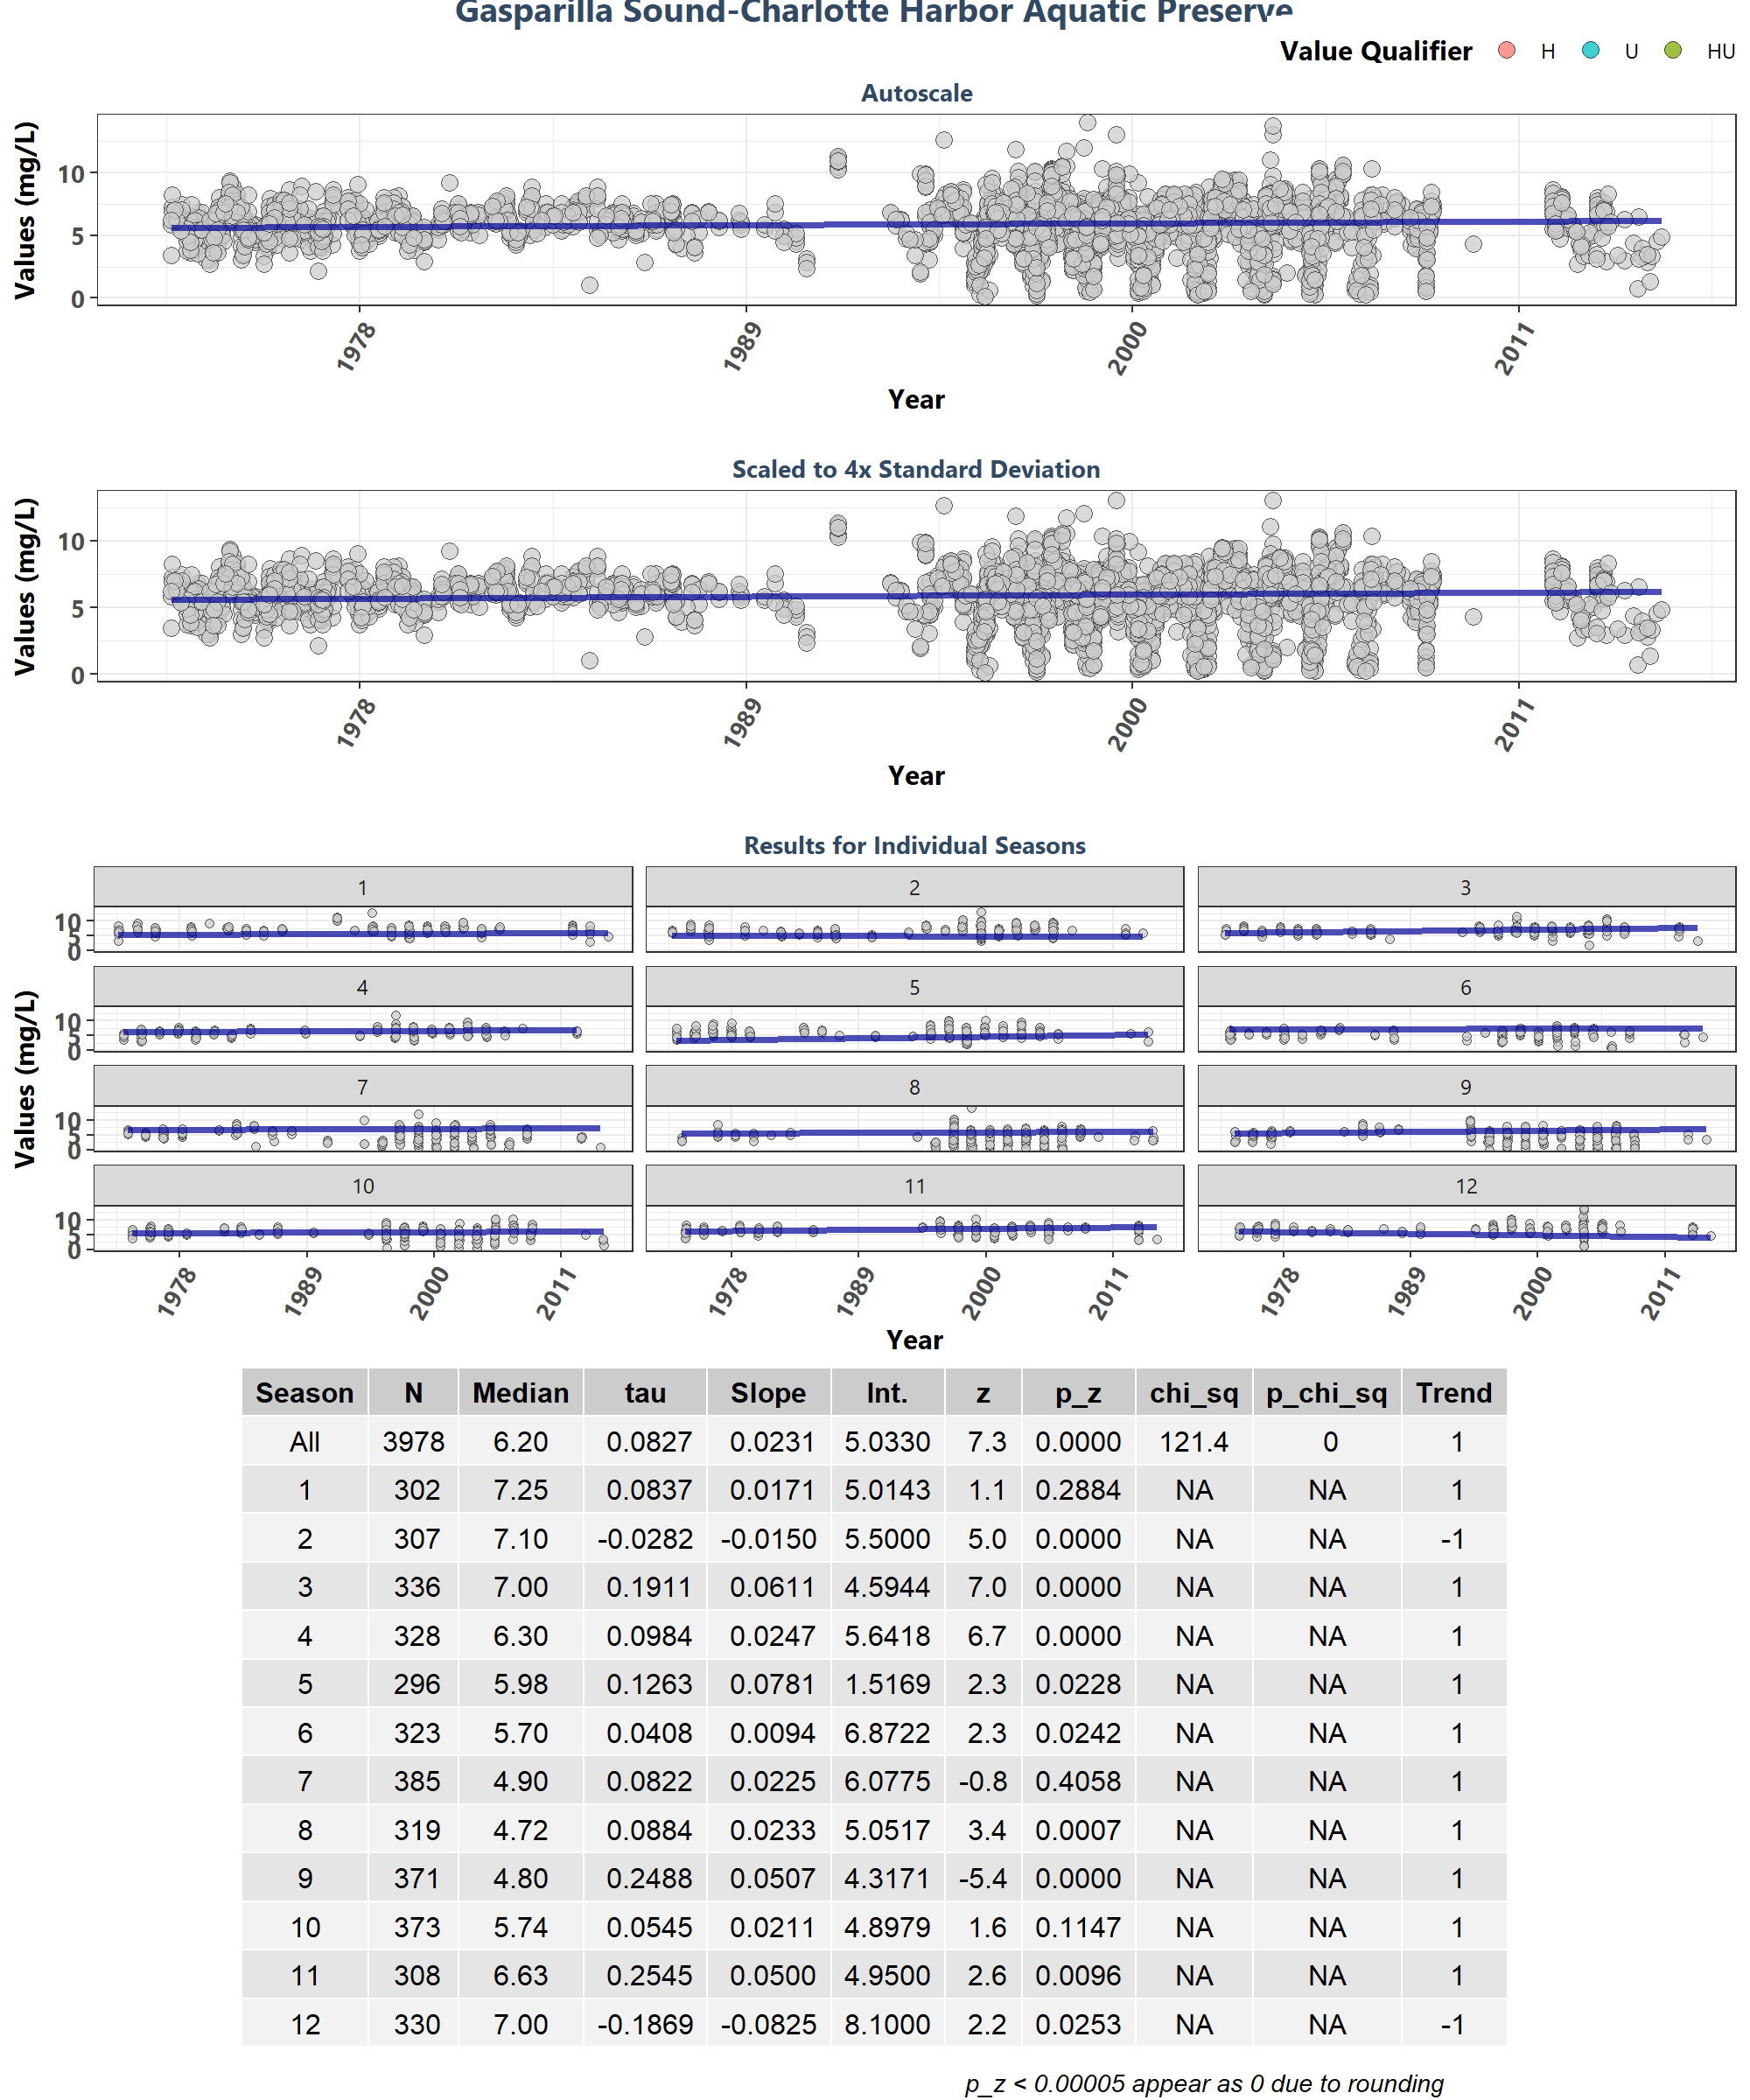 Gasparilla Sound-Charlotte Harbor Aquatic Preserve
Value Qualifier H U HU
Autoscale
Values (mg/L)
10
5
0
1978 1989 2000 2011
Year
Scaled to 4x Standard Deviation
Values (mg/L)
10
5
0
1978 1989 2000 2011
Year
Results for Individual Seasons
Values (mg/L)
1 2 3
10
5
0
4 5 6
10
5
0
7 8 9
10
5
0
10 11 12
10
5
0
1978 1989 2000 2011 1978 1989 2000 2011 1978 1989 2000 2011
Year
Season N Median tau Slope Int. z p_z chi_sq p_chi_sq Trend
All 3978 6.20 0.0827 0.0231 5.0330 7.3 0.0000 121.4 0 1
1 302 7.25 0.0837 0.0171 5.0143 1.1 0.2884 NA NA 1
2 307 7.10 -0.0282 -0.0150 5.5000 5.0 0.0000 NA NA -1
3 336 7.00 0.1911 0.0611 4.5944 7.0 0.0000 NA NA 1
4 328 6.30 0.0984 0.0247 5.6418 6.7 0.0000 NA NA 1
5 296 5.98 0.1263 0.0781 1.5169 2.3 0.0228 NA NA 1
6 323 5.70 0.0408 0.0094 6.8722 2.3 0.0242 NA NA 1
7 385 4.90 0.0822 0.0225 6.0775 -0.8 0.4058 NA NA 1
8 319 4.72 0.0884 0.0233 5.0517 3.4 0.0007 NA NA 1
9 371 4.80 0.2488 0.0507 4.3171 -5.4 0.0000 NA NA 1
10 373 5.74 0.0545 0.0211 4.8979 1.6 0.1147 NA NA 1
11 308 6.63 0.2545 0.0500 4.9500 2.6 0.0096 NA NA 1
12 330 7.00 -0.1869 -0.0825 8.1000 2.2 0.0253 NA NA -1
p_z < 0.00005 appear as 0 due to rounding